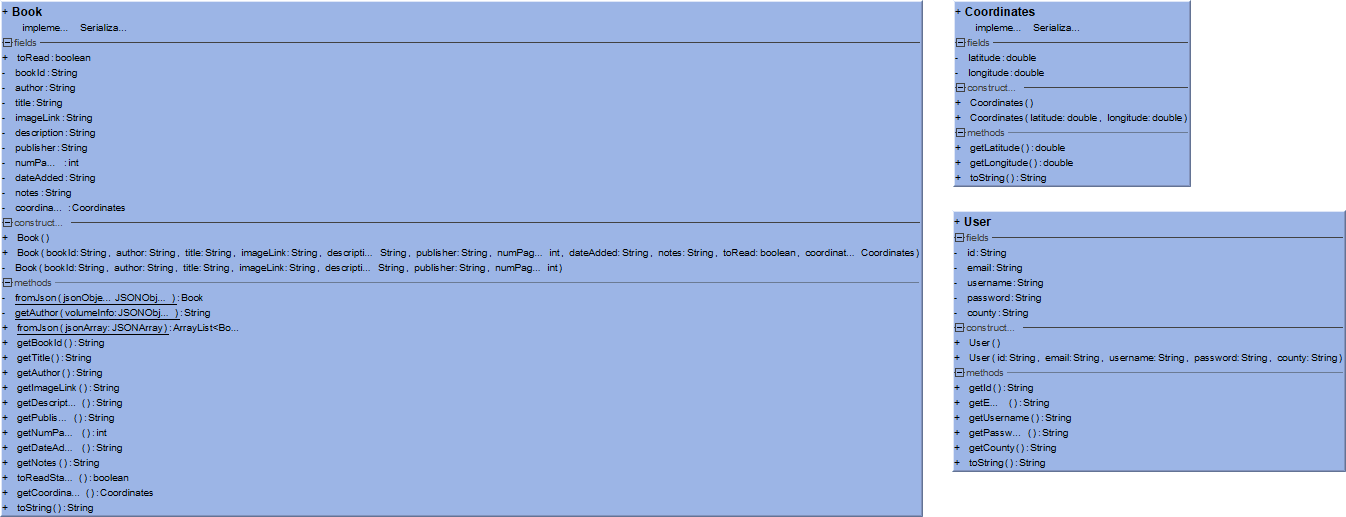 + Book
impleme... Serializa...
fields
+ toRead : boolean
- bookId : String
- author : String
- title : String
- imageLink : String
- description : String
- publisher : String
- numPa... : int
- dateAdded : String
- notes : String
- coordina... : Coordinates
construct...
+ Book ( )
+ Book ( bookId: String , author: String , title: String , imageLink: String , descripti... String , publisher: String , numPag... int , dateAdded: String , notes: String , toRead: boolean , coordinat... Coordinates )
- Book ( bookId: String , author: String , title: String , imageLink: String , descripti... String , publisher: String , numPag... int )
methods
- fromJson ( jsonObje... JSONObj... ) : Book
- getAuthor ( volumeInfo: JSONObj... ) : String
+ fromJson ( jsonArray: JSONArray ) : ArrayList<Bo...
+ getBookId ( ) : String
+ getTitle ( ) : String
+ getAuthor ( ) : String
+ getImageLink ( ) : String
+ getDescript... ( ) : String
+ getPublis... ( ) : String
+ getNumPa... ( ) : int
+ getDateAd... ( ) : String
+ getNotes ( ) : String
+ toReadSta... ( ) : boolean
+ getCoordina... ( ) : Coordinates
+ toString ( ) : String
+ Coordinates
impleme... Serializa...
fields
- latitude : double
- longitude : double
construct...
+ Coordinates ( )
+ Coordinates ( latitude: double , longitude: double )
methods
+ getLatitude ( ) : double
+ getLongitude ( ) : double
+ toString ( ) : String
+ User
fields
- id : String
- email : String
- username : String
- password : String
- county : String
construct...
+ User ( )
+ User ( id: String , email: String , username: String , password: String , county: String )
methods
+ getId ( ) : String
+ getE... ( ) : String
+ getUsername ( ) : String
+ getPassw... ( ) : String
+ getCounty ( ) : String
+ toString ( ) : String